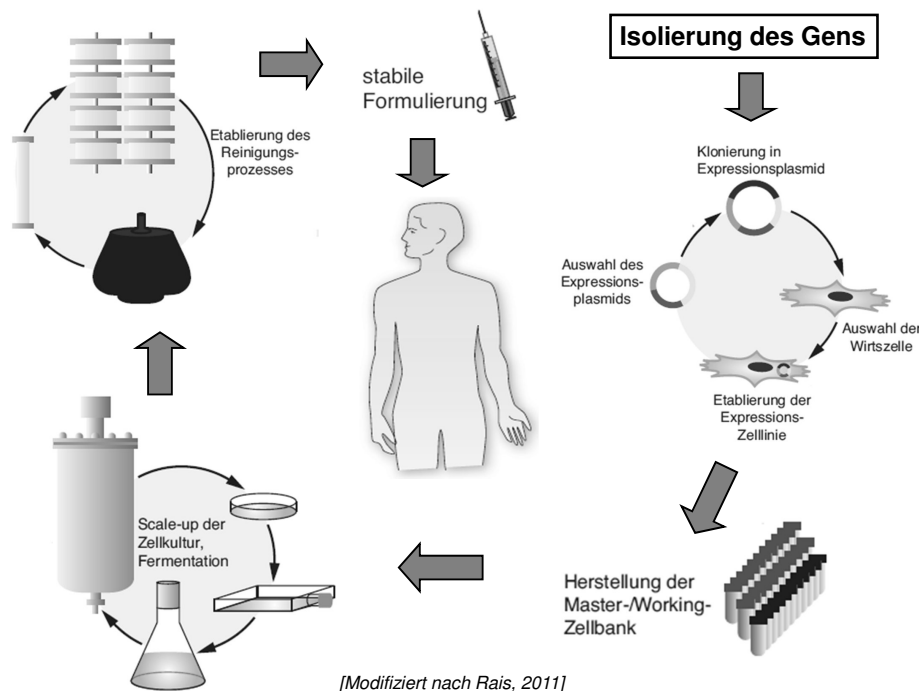 Isolierung des Gens
Klonierung in
Expressionsplasmid
Auswahl des
Expressions-
plasmids
Auswahl der
Wirtszelle
Etablierung der
Expressions-
Zelllinie
Herstellung der
Master-/Working-
Zellbank
Scale-up der
Zellkultur,
Fermentation
Etablierung des
Reinigungs-
prozesses
stabile
Formulierung
[Modifiziert nach Rais, 2011]